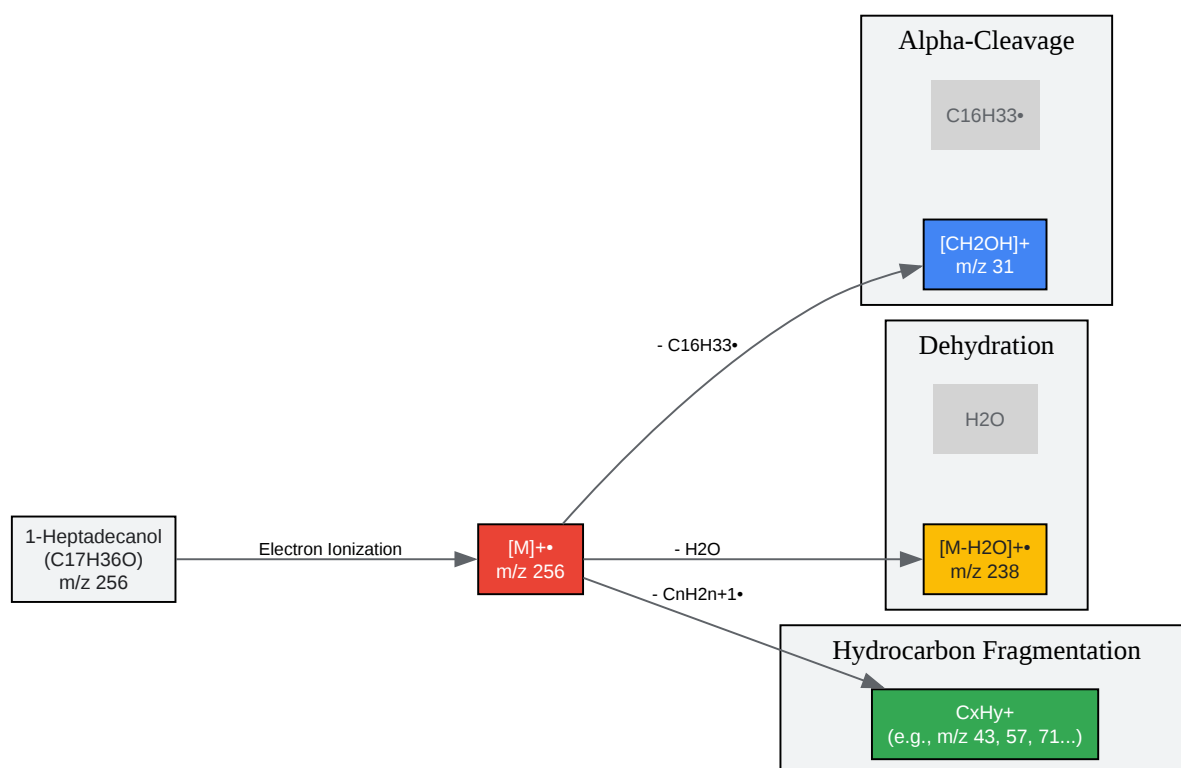 Alpha-Cleavage
C16H33•
[CH2OH]+
m/z 31
- C16H33•
Dehydration
H2O
1-Heptadecanol
(C17H36O)
m/z 256
Electron Ionization
[M]+•
m/z 256
- H2O
[M-H2O]+•
m/z 238
- CnH2n+1•
Hydrocarbon Fragmentation
CxHy+
(e.g., m/z 43, 57, 71...)